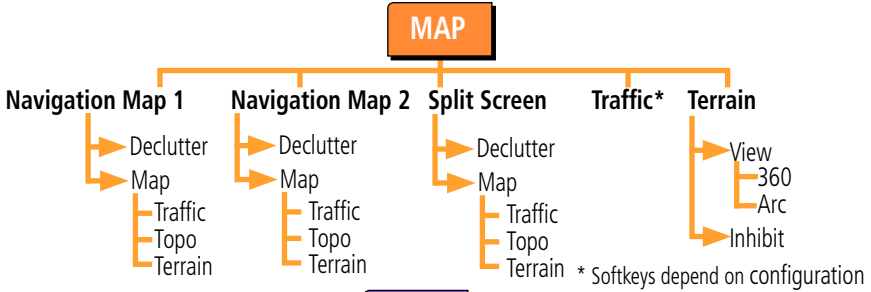 MAP
Navigation Map 1
Declutter
Map
Traffic
Topo
Terrain
Navigation Map 2
Declutter
Map
Traffic
Topo
Terrain
Split Screen
Declutter
Map
Traffic
Topo
Terrain
Traffic*
Terrain
View
360
Arc
Inhibit
* Softkeys depend on configuration